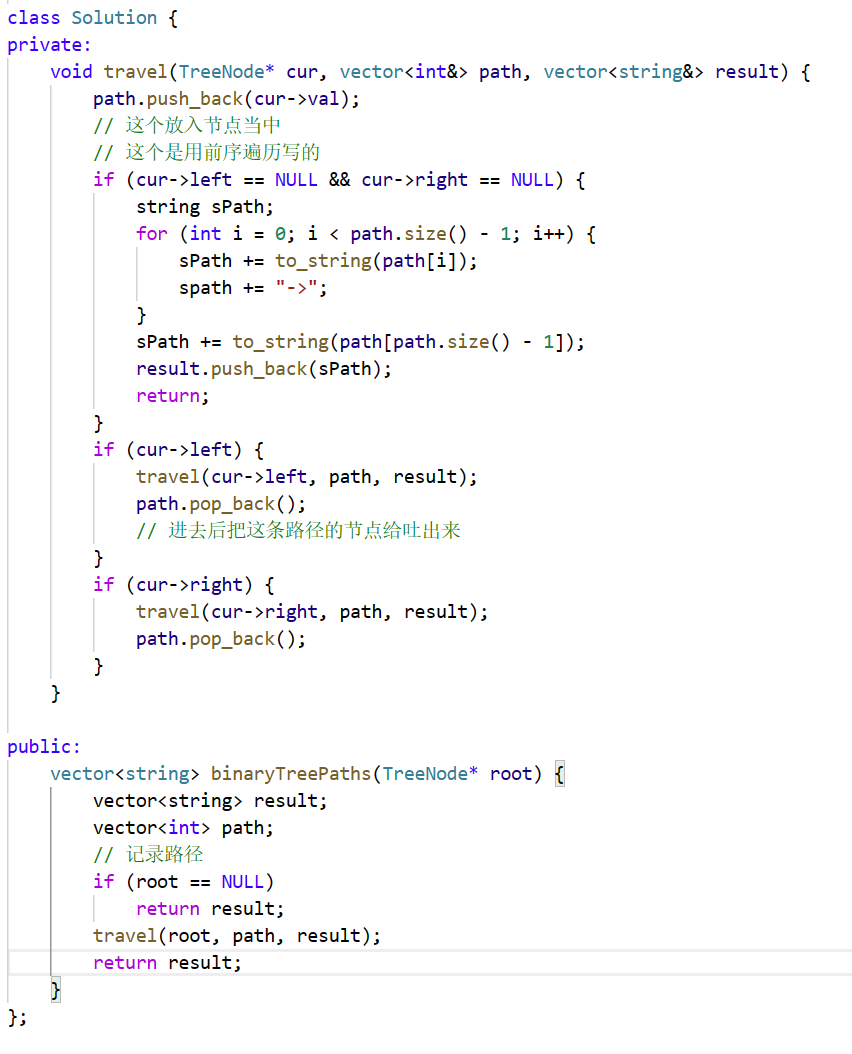 class Solution {
private:
    void travel(TreeNode* cur, vector<int&> path, vector<string&> result) {
        path.push_back(cur->val);
        // 这个放入节点当中
        // 这个是用前序遍历写的
        if (cur->left == NULL && cur->right == NULL) {
            string sPath;
            for (int i = 0; i < path.size() - 1; i++) {
                sPath += to_string(path[i]);
                spath += "->";
            }
            sPath += to_string(path[path.size() - 1]);
            result.push_back(sPath);
            return;
        }
        if (cur->left) {
            travel(cur->left, path, result);
            path.pop_back();
            // 进去后把这条路径的节点给吐出来
        }
        if (cur->right) {
            travel(cur->right, path, result);
            path.pop_back();
        }
    }

public:
    vector<string> binaryTreePaths(TreeNode* root) {
        vector<string> result;
        vector<int> path;
        // 记录路径
        if (root == NULL)
            return result;
        travel(root, path, result);
        return result;
    }
};